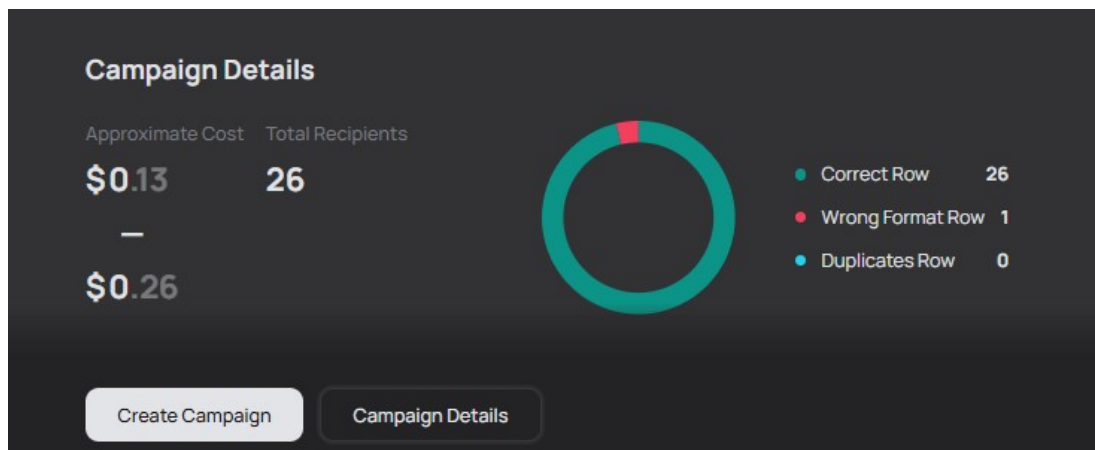 Campaign Details
Approximate Cost Total Recipients
$0.13 26
–
$0.26
Correct Row 26
Wrong Format Row 1
Duplicates Row 0
Create Campaign Campaign Details